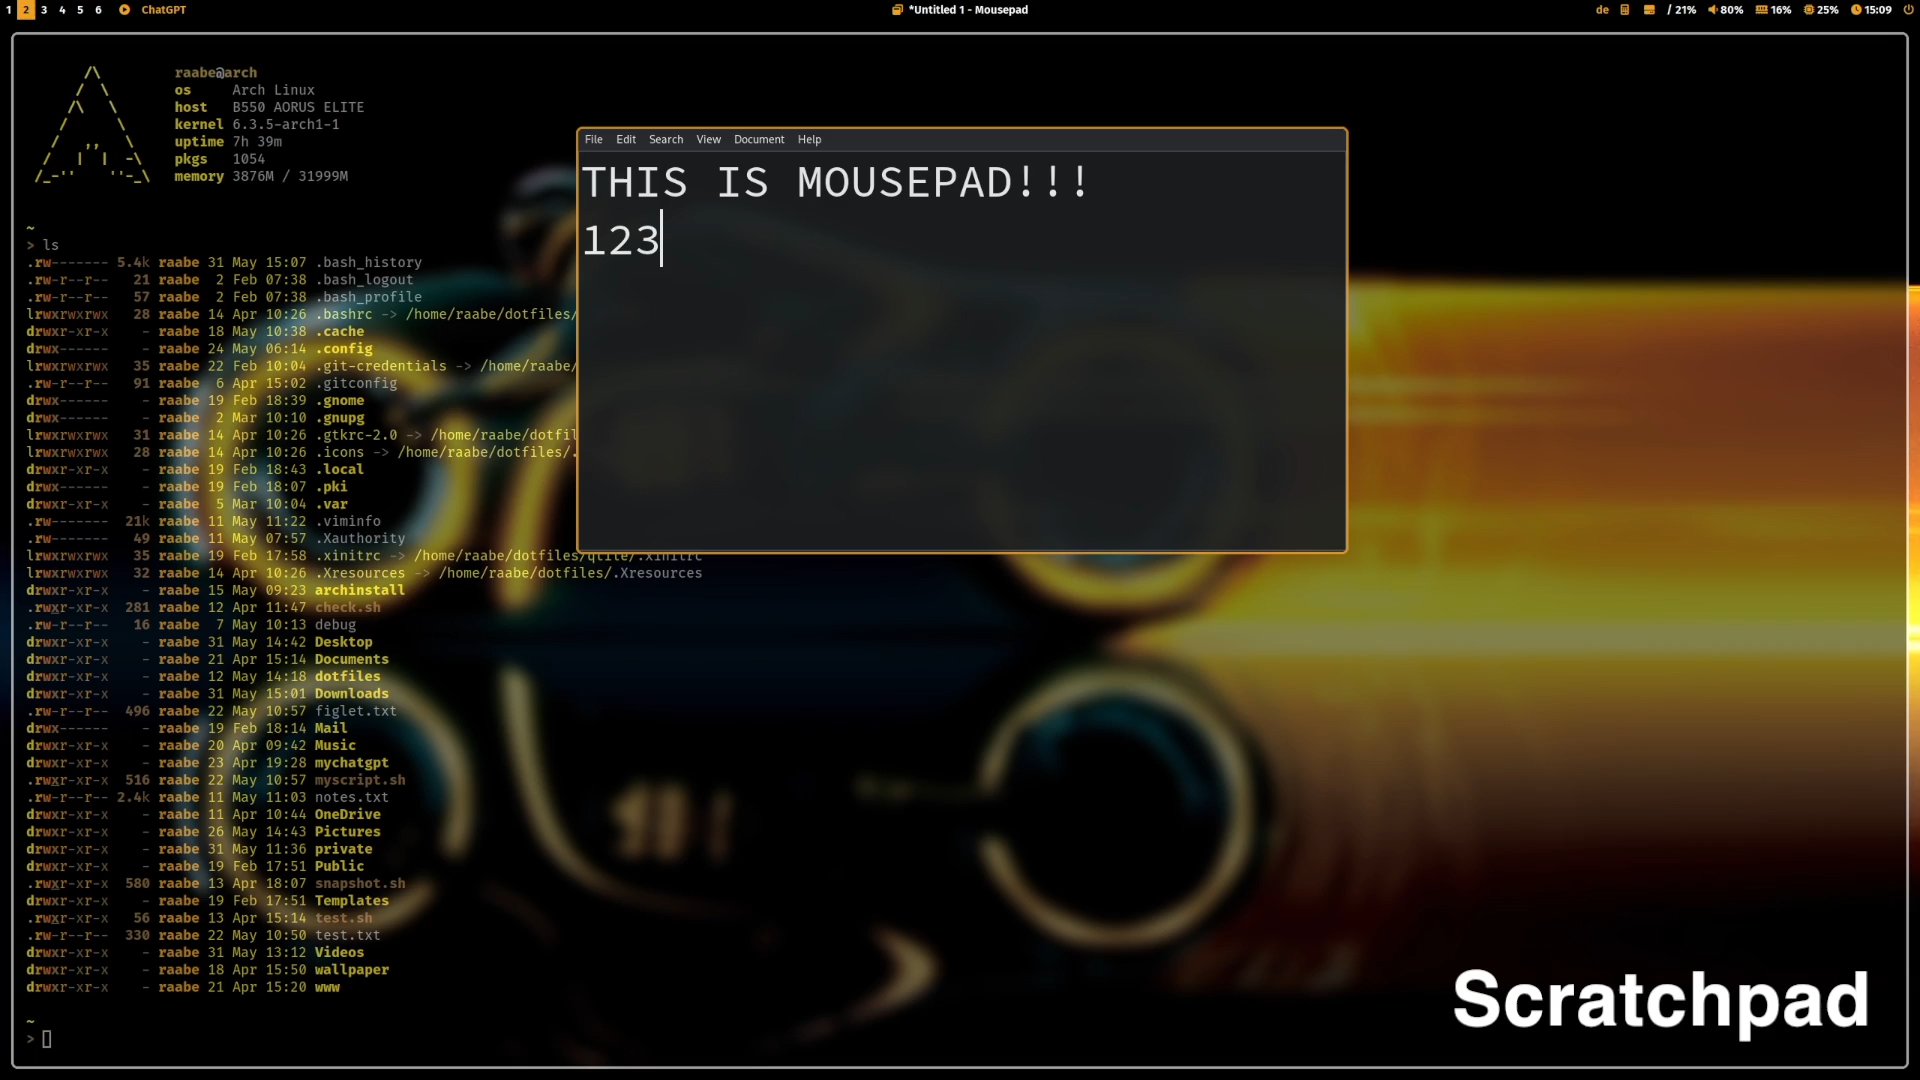 1 2 3 4 5 6 ChatGPT *Untitled 1 - Mousepad de / 21% 80% 16% 25% 15:09
raabe@arch
os Arch Linux
host B550 AORUS ELITE
kernel 6.3.5-arch1-1
uptime 7h 39m
pkgs 1054
memory 3876M / 31999M
File Edit Search View Document Help
THIS IS MOUSEPAD!!!
123
~
> ls
.rw------- 5.4k raabe 31 May 15:07 .bash_history
.rw-r--r-- 21 raabe 2 Feb 07:38 .bash_logout
.rw-r--r-- 57 raabe 2 Feb 07:38 .bash_profile
lrwxrwxrwx 28 raabe 14 Apr 10:26 .bashrc -> /home/raabe/dotfiles/
drwxr-xr-x - raabe 18 May 10:38 .cache
drwx------ - raabe 24 May 06:14 .config
lrwxrwxrwx 35 raabe 22 Feb 10:04 .git-credentials -> /home/raabe/
.rw-r--r-- 91 raabe 6 Apr 15:02 .gitconfig
drwx------ - raabe 19 Feb 18:39 .gnome
drwx------ - raabe 2 Mar 10:10 .gnupg
lrwxrwxrwx 31 raabe 14 Apr 10:26 .gtkrc-2.0 -> /home/raabe/dotfil
lrwxrwxrwx 28 raabe 14 Apr 10:26 .icons -> /home/raabe/dotfiles/.
drwxr-xr-x - raabe 19 Feb 18:43 .local
drwx------ - raabe 19 Feb 18:07 .pki
drwxr-xr-x - raabe 5 Mar 10:04 .var
.rw------- 21k raabe 11 May 11:22 .viminfo
.rw------- 49 raabe 11 May 07:57 .Xauthority
lrwxrwxrwx 35 raabe 19 Feb 17:58 .xinitrc -> /home/raabe/dotfiles/qtile/.xinitrc
lrwxrwxrwx 32 raabe 14 Apr 10:26 .Xresources -> /home/raabe/dotfiles/.Xresources
drwxr-xr-x - raabe 15 May 09:23 archinstall
.rwxr-xr-x 281 raabe 12 Apr 11:47 check.sh
.rw-r--r-- 16 raabe 7 May 10:13 debug
drwxr-xr-x - raabe 31 May 14:42 Desktop
drwxr-xr-x - raabe 21 Apr 15:14 Documents
drwxr-xr-x - raabe 12 May 14:18 dotfiles
drwxr-xr-x - raabe 31 May 15:01 Downloads
.rw-r--r-- 496 raabe 22 May 10:57 figlet.txt
drwx------ - raabe 19 Feb 18:14 Mail
drwxr-xr-x - raabe 20 Apr 09:42 Music
drwxr-xr-x - raabe 23 Apr 19:28 mychatgpt
.rwxr-xr-x 516 raabe 22 May 10:57 myscript.sh
.rw-r--r-- 2.4k raabe 11 May 11:03 notes.txt
drwxr-xr-x - raabe 11 Apr 10:44 OneDrive
drwxr-xr-x - raabe 26 May 14:43 Pictures
drwxr-xr-x - raabe 31 May 11:36 private
drwxr-xr-x - raabe 19 Feb 17:51 Public
.rwxr-xr-x 580 raabe 13 Apr 18:07 snapshot.sh
drwxr-xr-x - raabe 19 Feb 17:51 Templates
.rwxr-xr-x 56 raabe 13 Apr 15:14 test.sh
.rw-r--r-- 330 raabe 22 May 10:50 test.txt
drwxr-xr-x - raabe 31 May 13:12 Videos
drwxr-xr-x - raabe 18 Apr 15:50 wallpaper
drwxr-xr-x - raabe 21 Apr 15:20 www
~
>
Scratchpad